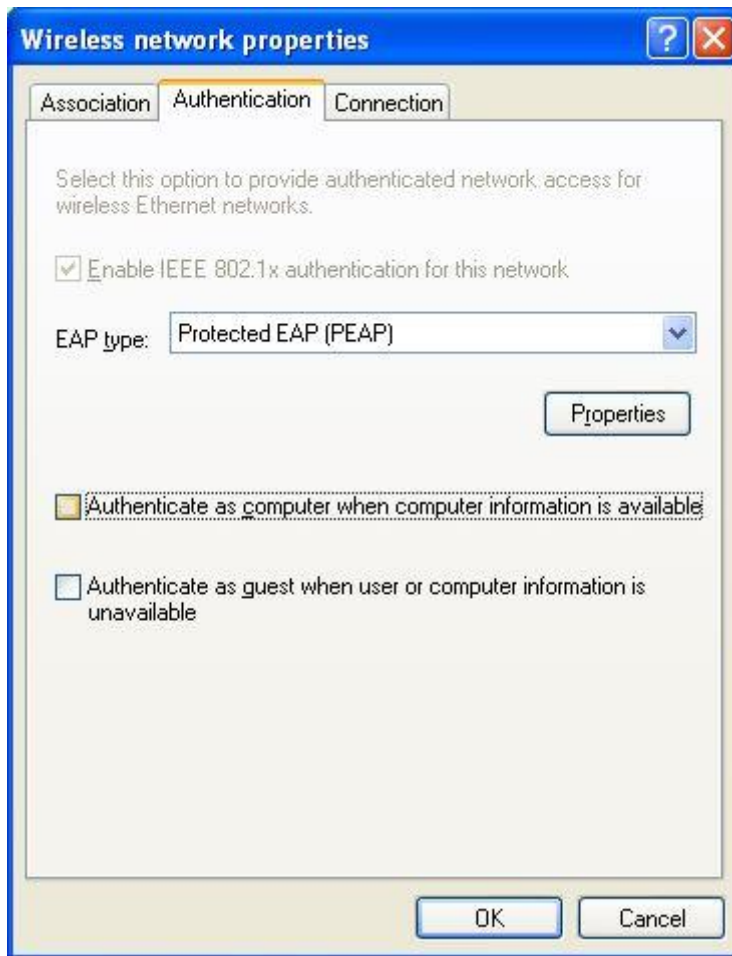 Wireless network properties
Association Authentication Connection
Select this option to provide authenticated network access for
wireless Ethernet networks.
Enable IEEE 802.1x authentication for this network
EAP type: Protected EAP (PEAP)
Properties
Authenticate as computer when computer information is available
Authenticate as guest when user or computer information is
unavailable
OK Cancel